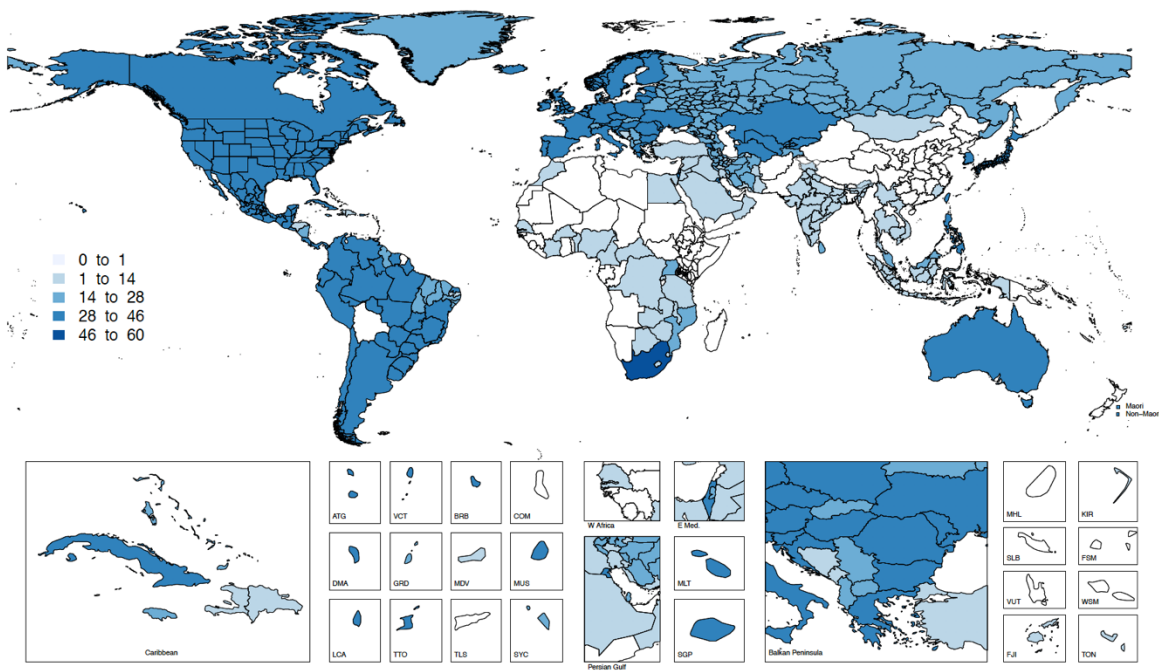 0 to 1
1 to 14
14 to 28
28 to 46
46 to 60
Maori
Non-Maori
Caribbean
ATG
VCT
BRB
COM
DMA
GRD
MDV
MUS
LCA
TTO
TLS
SYC
W Africa
E Med.
Persian Gulf
MLT
SGP
Balkan Peninsula
MHL
KIR
SLB
FSM
VUT
WSM
FJI
TON